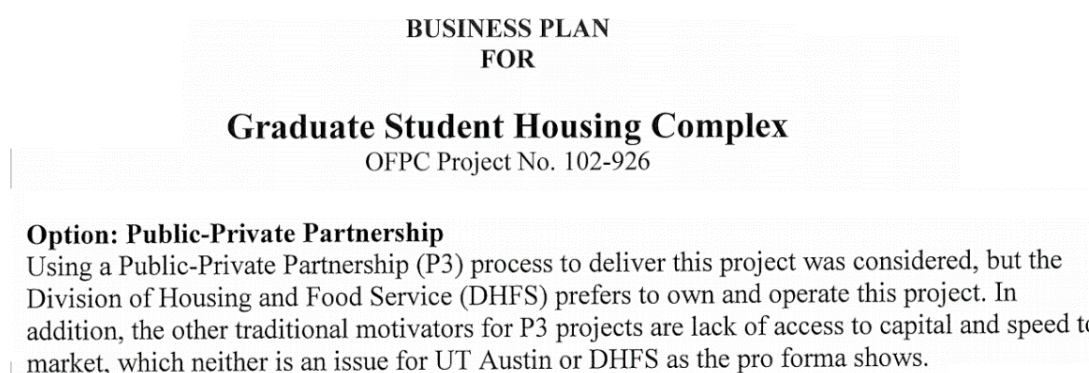 BUSINESS PLAN
FOR
Graduate Student Housing Complex
OFPC Project No. 102-926
Option: Public-Private Partnership
Using a Public-Private Partnership (P3) process to deliver this project was considered, but the
Division of Housing and Food Service (DHFS) prefers to own and operate this project. In
addition, the other traditional motivators for P3 projects are lack of access to capital and speed to
market, which neither is an issue for UT Austin or DHFS as the pro forma shows.